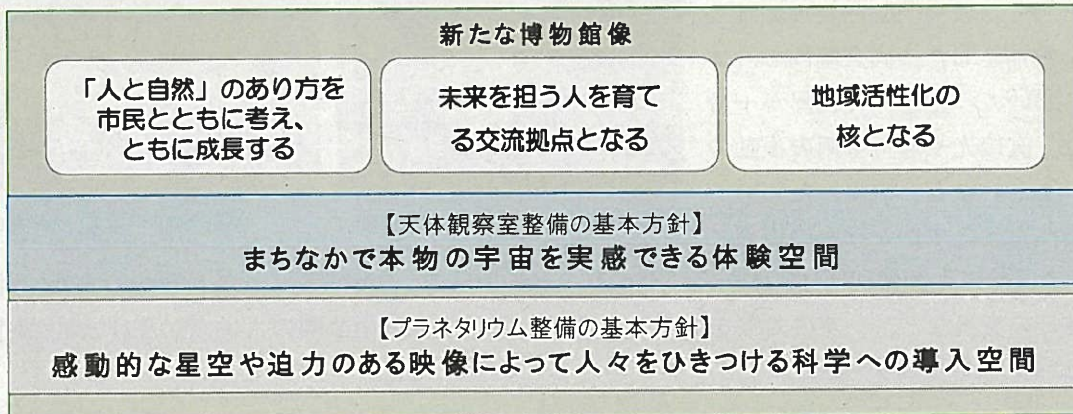 新たな博物館像
「人と自然」のあり方を
市民とともに考え、
ともに成長する
未来を担う人を育て
る交流拠点となる
地域活性化の
核となる
【天体観察室整備の基本方針】
まちなかで本物の宇宙を実感できる体験空間
【プラネタリウム整備の基本方針】
感動的な星空や迫力のある映像によって人々をひきつける科学への導入空間